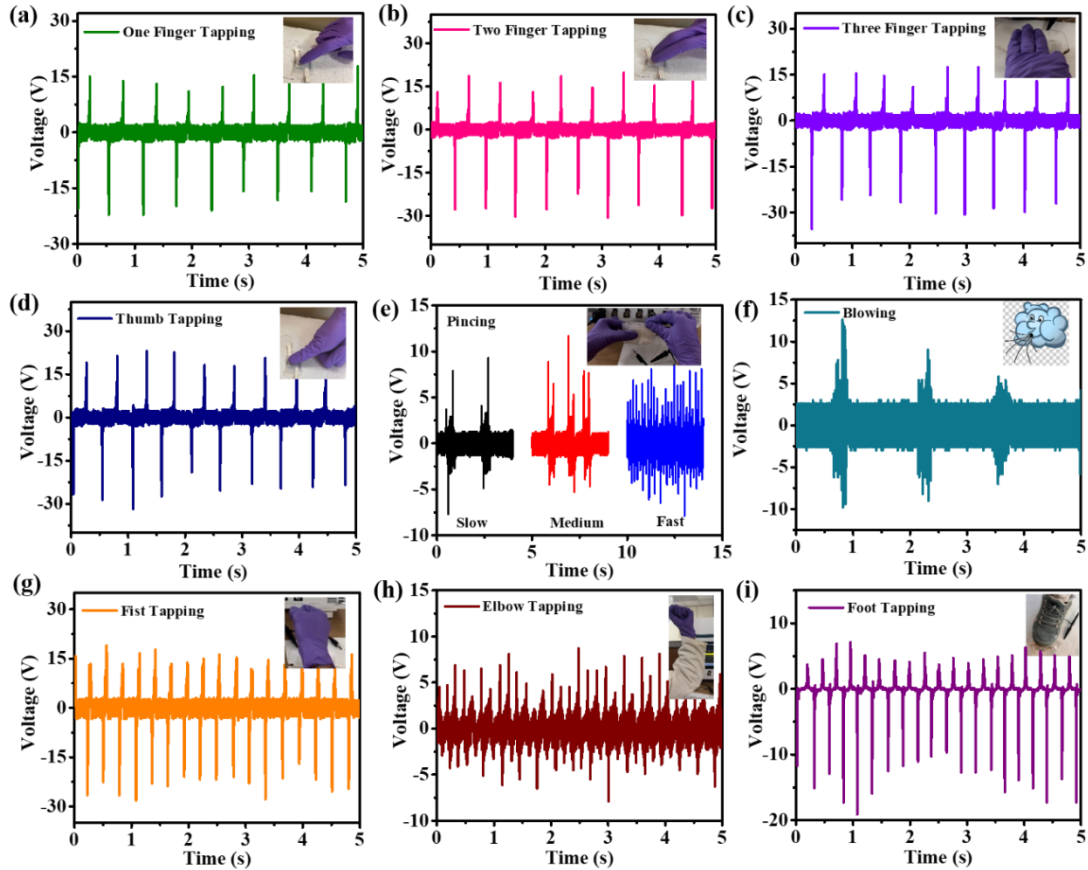 (a)
One Finger Tapping
Voltage (V)
30
15
0
-15
-30
0 1 2 3 4 5
Time (s)
(b)
Two Finger Tapping
Voltage (V)
30
15
0
-15
-30
0 1 2 3 4 5
Time (s)
(c)
Three Finger Tapping
Voltage (V)
30
15
0
-15
-30
0 1 2 3 4 5
Time (s)
(d)
Thumb Tapping
Voltage (V)
30
15
0
-15
-30
0 1 2 3 4 5
Time (s)
(e)
Pincing
Voltage (V)
15
10
5
0
-5
-10
Slow Medium Fast
0 5 10 15
Time (s)
(f)
Blowing
Voltage (V)
15
10
5
0
-5
-10
0 1 2 3 4 5
Time (s)
(g)
Fist Tapping
Voltage (V)
30
15
0
-15
-30
0 1 2 3 4 5
Time (s)
(h)
Elbow Tapping
Voltage (V)
15
10
5
0
-5
-10
0 1 2 3 4 5
Time (s)
(i)
Foot Tapping
Voltage (V)
10
0
-10
-20
0 1 2 3 4 5
Time (s)